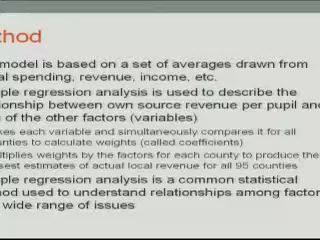 thod
model is based on a set of averages drawn from
al spending, revenue, income, etc.
ple regression analysis is used to describe the
ionship between own source revenue per pupil and
of the other factors (variables)
kes each variable and simultaneously compares it for all
unties to calculate weights (called coefficients)
ltiplies weights by the factors for each county to produce the
sest estimates of actual local revenue for all 95 counties
ple regression analysis is a common statistical
nod used to understand relationships among factor
wide range of issues